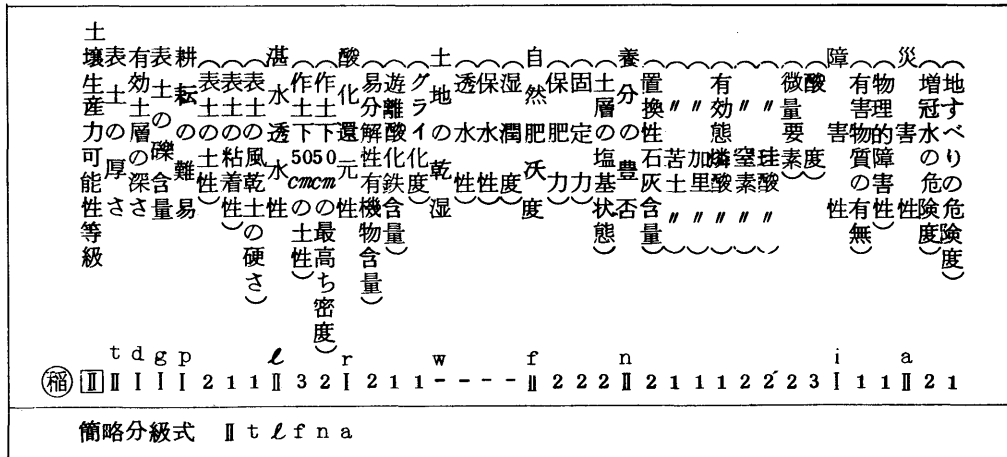 土壌生産力可能性等級
表土の厚さ
有効土層の深さ
表土の礫含量
耕耘の難易
(表土の土性)
(表土の粘着性)
(表土の風乾土の硬さ)
湛水透水性
(作土下50cmの土性)
(作土下50cmの最高ち密度)
酸化還元性
(易分解性有機物含量)
(遊離酸化鉄含量)
(グライ化度)
土地の乾湿
(透水性)
(保水性)
(湿潤度)
自然肥沃度
(保肥力)
(固定力)
(土層の塩基状態)
養分の豊否
(置換性石灰含量)
(〃苦土〃)
(〃加里〃)
(有効態燐酸〃)
(〃窒素〃)
(〃珪酸〃)
(微量要素)
(酸度)
障害性
(有害物質の有無)
(物理的障害性)
災害性
(増冠水の危険度)
(地すべりの危険度)
t d g p ℓ r w f n i a
稲 Ⅱ Ⅱ Ⅰ Ⅰ Ⅰ 2 1 1 Ⅱ 3 2 Ⅰ 2 1 1 - - - - Ⅱ 2 2 2 Ⅱ 2 1 1 1 2 2 2 3 Ⅰ 1 1 Ⅱ 2 1
簡略分級式 Ⅱ t ℓ f n a